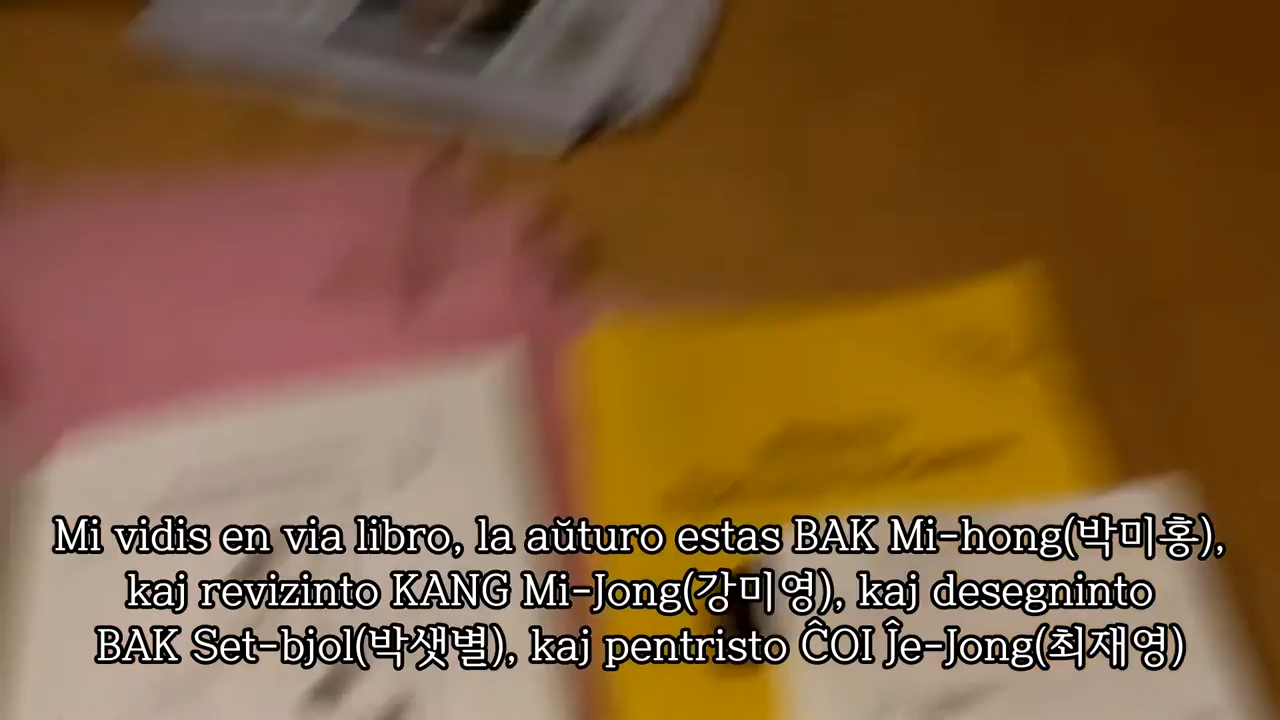 Mi vidis en via libro, la aŭturo estas BAK Mi-hong(박미홍),
kaj revizinto KANG Mi-Jong(강미영), kaj desegninto
BAK Set-bjol(박샛별), kaj pentristo ĈOI Ĵe-Jong(최재영)